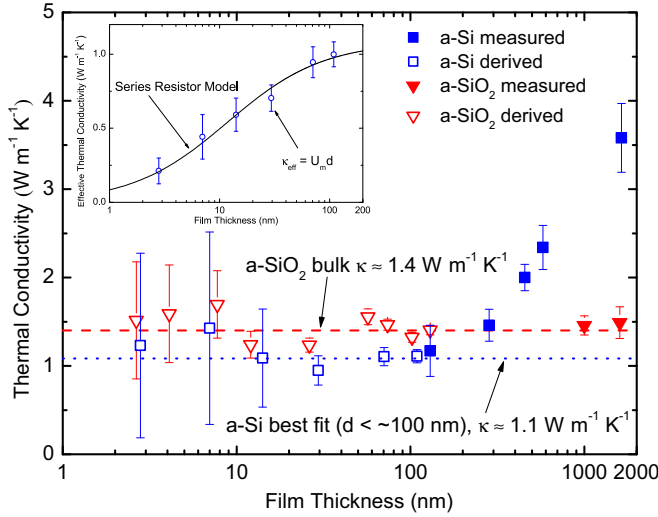 5
4
3
2
1
0
Thermal Conductivity (W m⁻¹ K⁻¹)
1.0
0.5
0.0
Effective Thermal Conductivity (W m⁻¹ K⁻¹)
Series Resistor Model
κeff = Uₘd
1 10 100 200
Film Thickness (nm)
a-Si measured
a-Si derived
a-SiO₂ measured
a-SiO₂ derived
a-SiO₂ bulk κ ≈ 1.4 W m⁻¹ K⁻¹
a-Si best fit (d < ~100 nm), κ ≈ 1.1 W m⁻¹ K⁻¹
1 10 100 1000 2000
Film Thickness (nm)